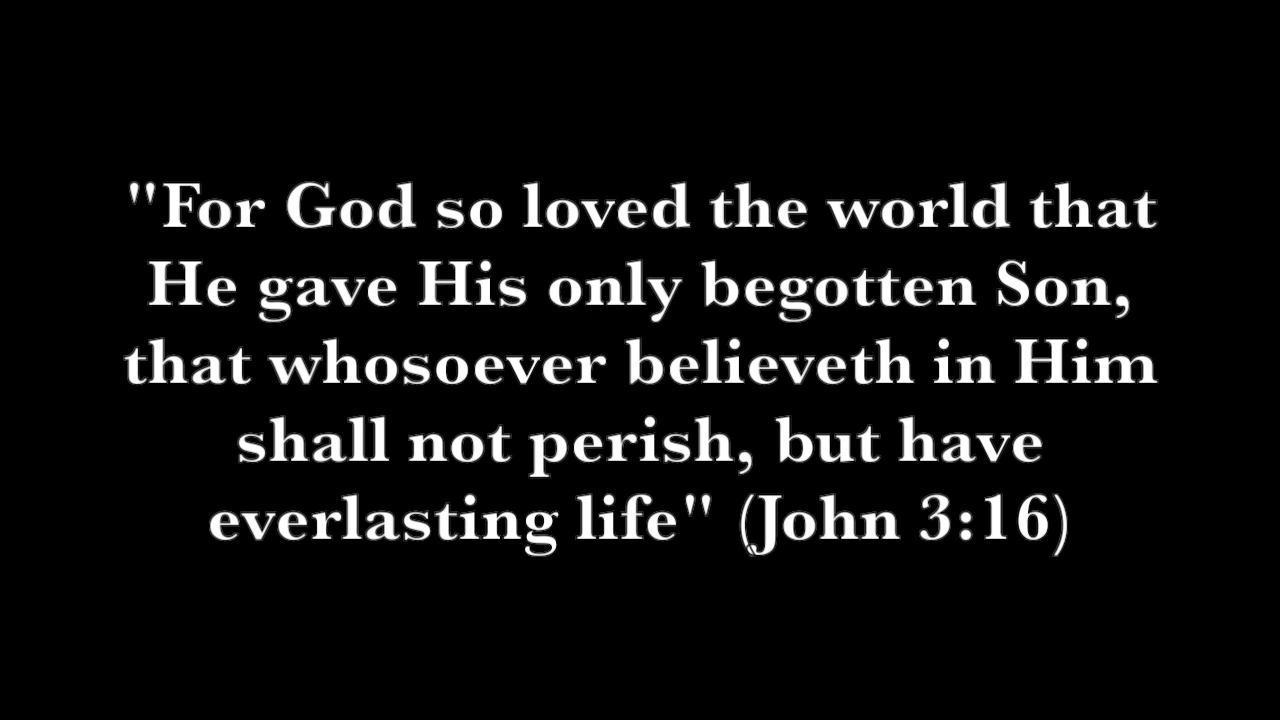 "For God so loved the world that
He gave His only begotten Son,
that whosoever believeth in Him
shall not perish, but have
everlasting life" (John 3:16)